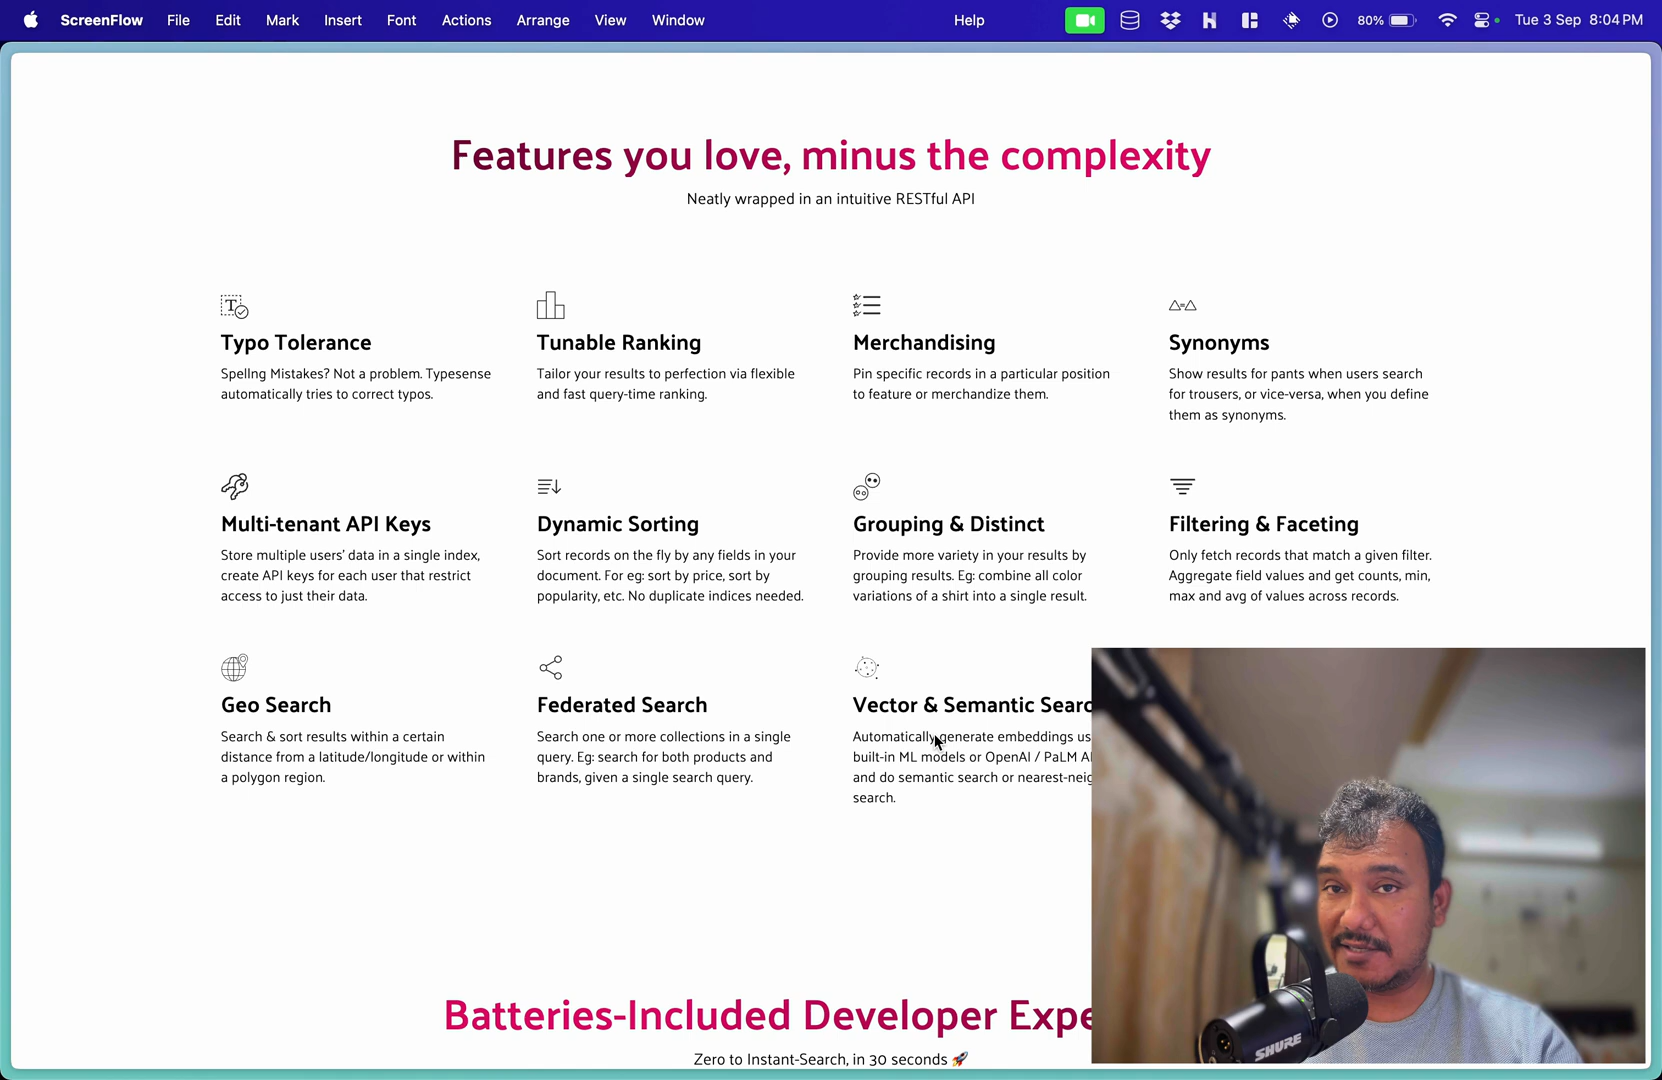 ScreenFlow File Edit Mark Insert Font Actions Arrange View Window Help 80% Tue 3 Sep 8:04 PM
Features you love, minus the complexity
Neatly wrapped in an intuitive RESTful API
Typo Tolerance
Spellng Mistakes? Not a problem. Typesense
automatically tries to correct typos.
Tunable Ranking
Tailor your results to perfection via flexible
and fast query-time ranking.
Merchandising
Pin specific records in a particular position
to feature or merchandize them.
Synonyms
Show results for pants when users search
for trousers, or vice-versa, when you define
them as synonyms.
Multi-tenant API Keys
Store multiple users' data in a single index,
create API keys for each user that restrict
access to just their data.
Dynamic Sorting
Sort records on the fly by any fields in your
document. For eg: sort by price, sort by
popularity, etc. No duplicate indices needed.
Grouping & Distinct
Provide more variety in your results by
grouping results. Eg: combine all color
variations of a shirt into a single result.
Filtering & Faceting
Only fetch records that match a given filter.
Aggregate field values and get counts, min,
max and avg of values across records.
Geo Search
Search & sort results within a certain
distance from a latitude/longitude or within
a polygon region.
Federated Search
Search one or more collections in a single
query. Eg: search for both products and
brands, given a single search query.
Vector & Semantic Searc
Automatically generate embeddings us
built-in ML models or OpenAI / PaLM A
and do semantic search or nearest-neig
search.
Batteries-Included Developer Expe
Zero to Instant-Search, in 30 seconds 🚀
SHURE